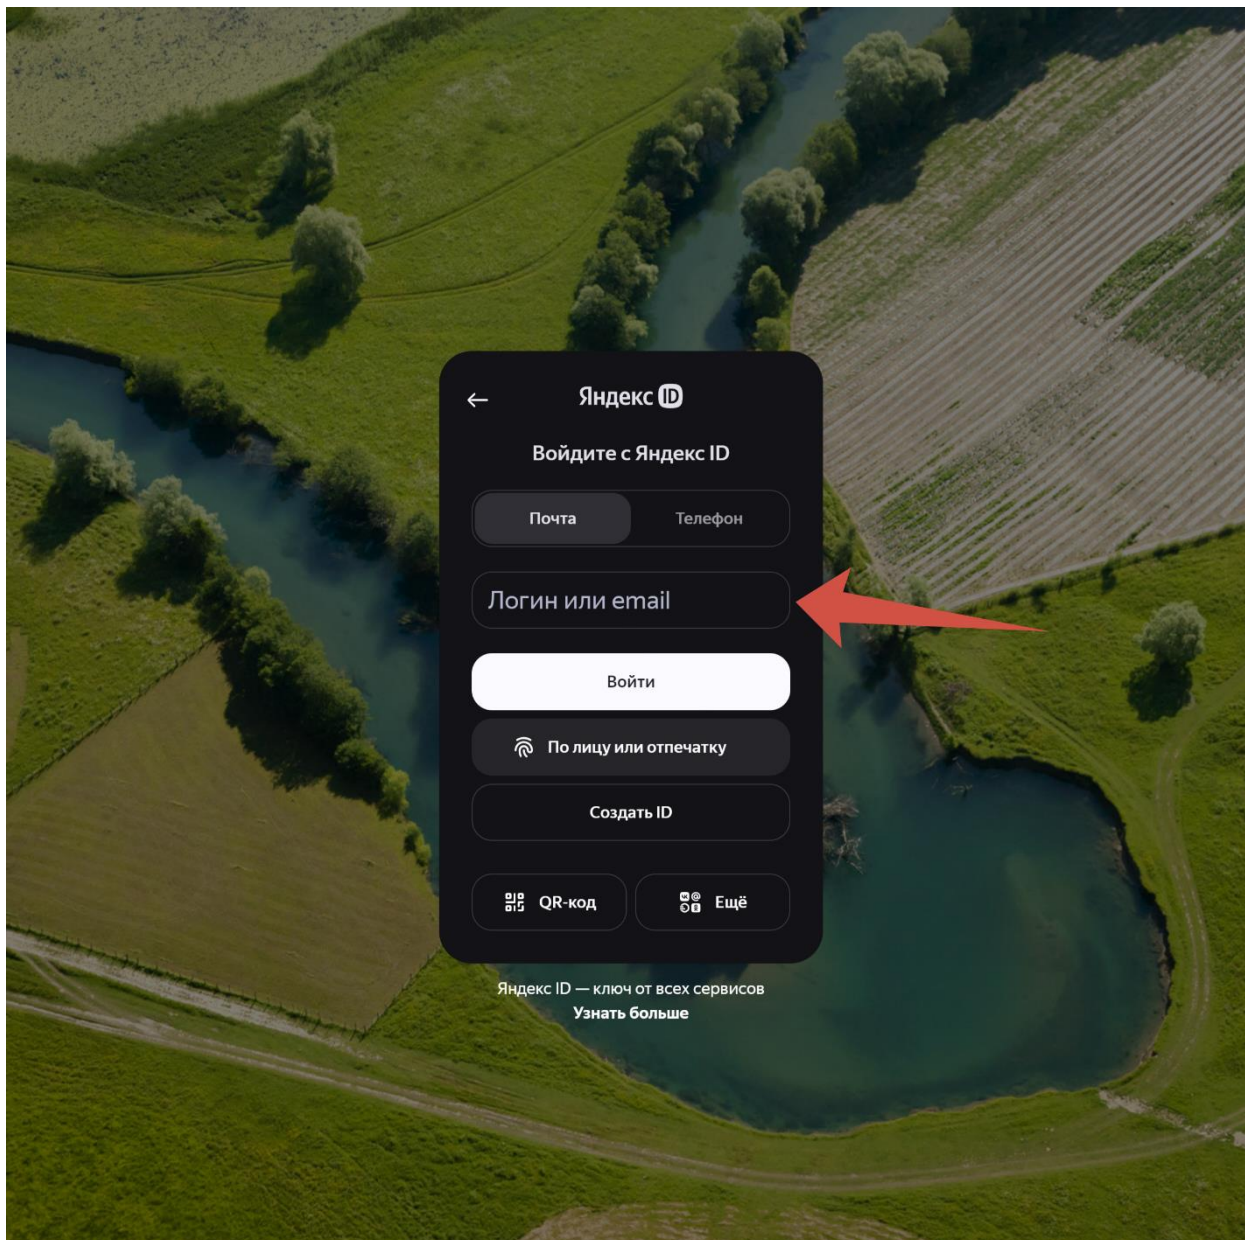 Яндекс ID
Войдите с Яндекс ID
Почта
Телефон
Логин или email
Войти
По лицу или отпечатку
Создать ID
QR-код
Ещё
Яндекс ID — ключ от всех сервисов
Узнать больше